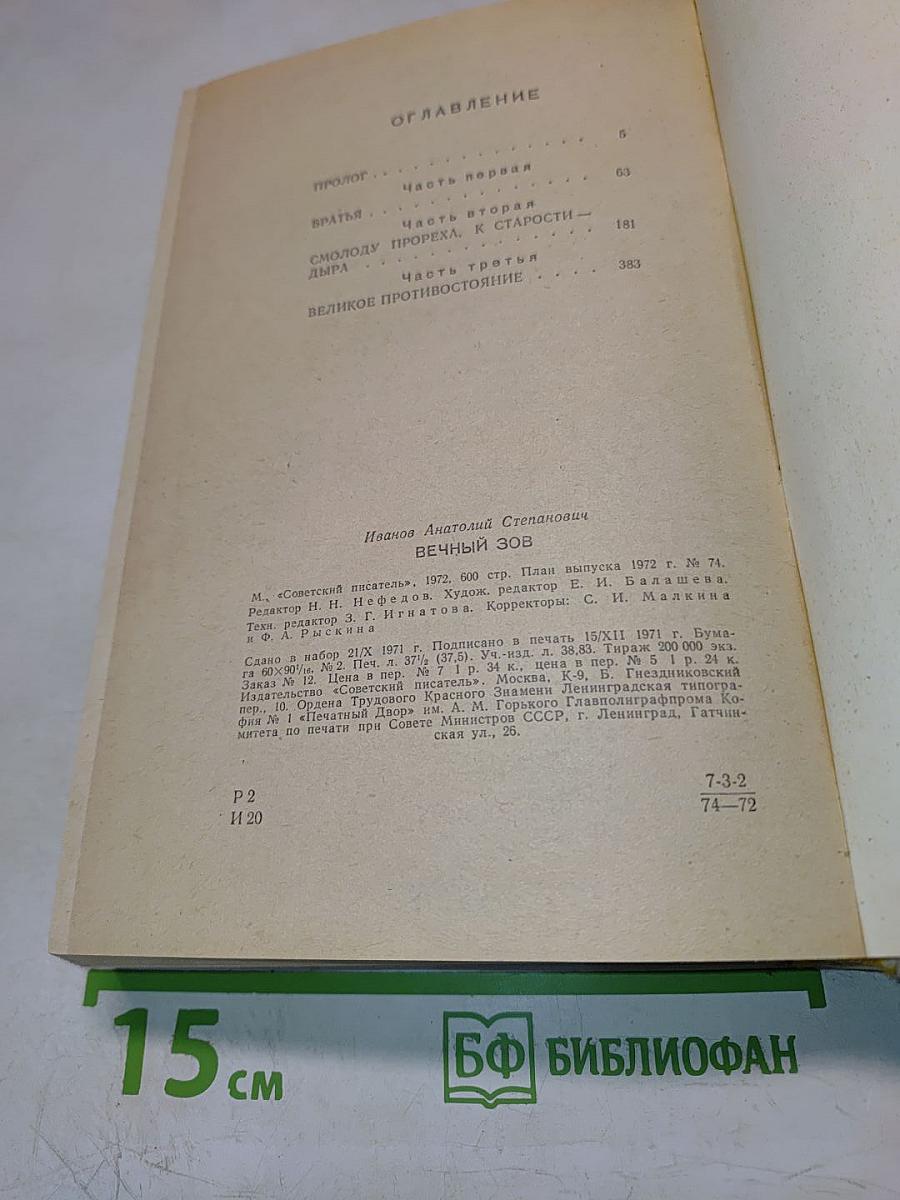 ОГЛАВЛЕНИЕ
ПРОЛОГ . . . . . . . . . . . . . 5
Часть первая
БРАТЬЯ . . . . . . . . . . . . . 63
Часть вторая
СМОЛОДУ ПРОРЕХА, К СТАРОСТИ —
ДЫРА . . . . . . . . . . . . . 181
Часть третья
ВЕЛИКОЕ ПРОТИВОСТОЯНИЕ . . . . 383
Иванов Анатолий Степанович
ВЕЧНЫЙ ЗОВ
М., «Советский писатель», 1972, 600 стр. План выпуска 1972 г. № 74.
Редактор Н. Н. Нефедов. Худож. редактор Е. И. Балашева.
Техн. редактор З. Г. Игнатова. Корректоры: С. И. Малкина
и Ф. А. Рыскина
Сдано в набор 21/X 1971 г. Подписано в печать 15/XII 1971 г. Бума-
га 60×90¹/₁₆, № 2. Печ. л. 37¹/₂ (37,5). Уч.-изд. л. 38,83. Тираж 200 000 экз.
Заказ № 12. Цена в пер. № 7 1 р. 34 к., цена в пер. № 5 1 р. 24 к.
Издательство «Советский писатель». Москва, К-9, Б. Гнездниковский
пер., 10. Ордена Трудового Красного Знамени Ленинградская типогра-
фия № 1 «Печатный Двор» им. А. М. Горького Главполиграфпрома Ко-
митета по печати при Совете Министров СССР, г. Ленинград, Гатчин-
ская ул., 26.
Р 2
И 20
7-3-2
74—72
15 см
БФ БИБЛИОФАН